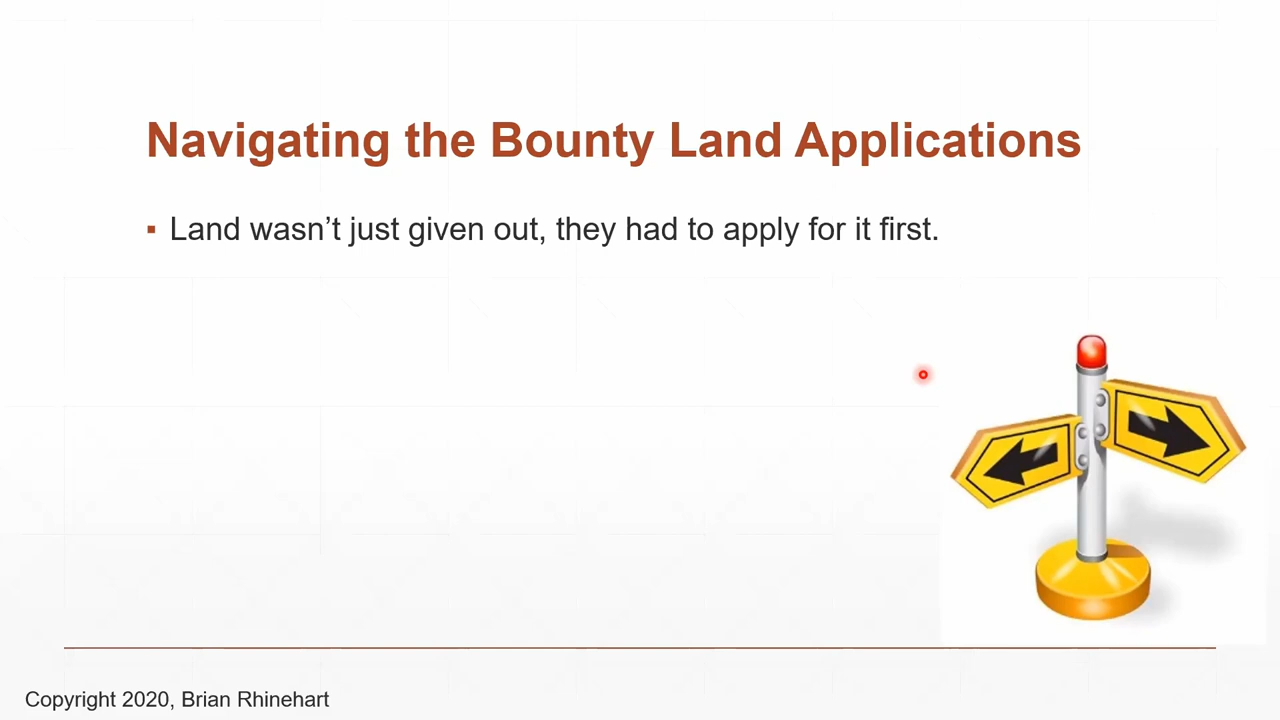 Navigating the Bounty Land Applications
▪ Land wasn’t just given out, they had to apply for it first.
Copyright 2020, Brian Rhinehart